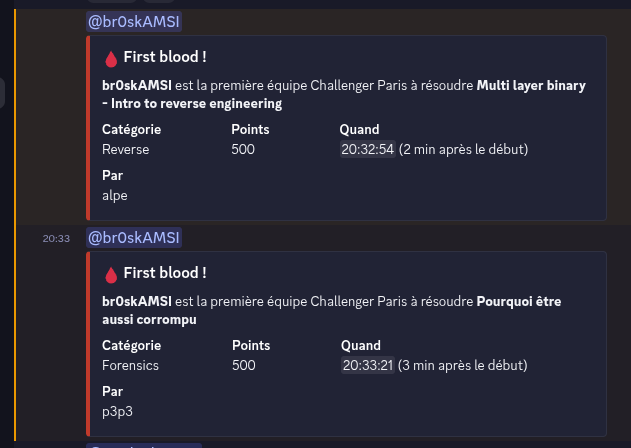 @br0skAMSI
First blood !
br0skAMSI est la première équipe Challenger Paris à résoudre Multi layer binary
- Intro to reverse engineering
Catégorie Points Quand
Reverse 500 20:32:54 (2 min après le début)
Par
alpe
20:33 @br0skAMSI
First blood !
br0skAMSI est la première équipe Challenger Paris à résoudre Pourquoi être
aussi corrompu
Catégorie Points Quand
Forensics 500 20:33:21 (3 min après le début)
Par
p3p3